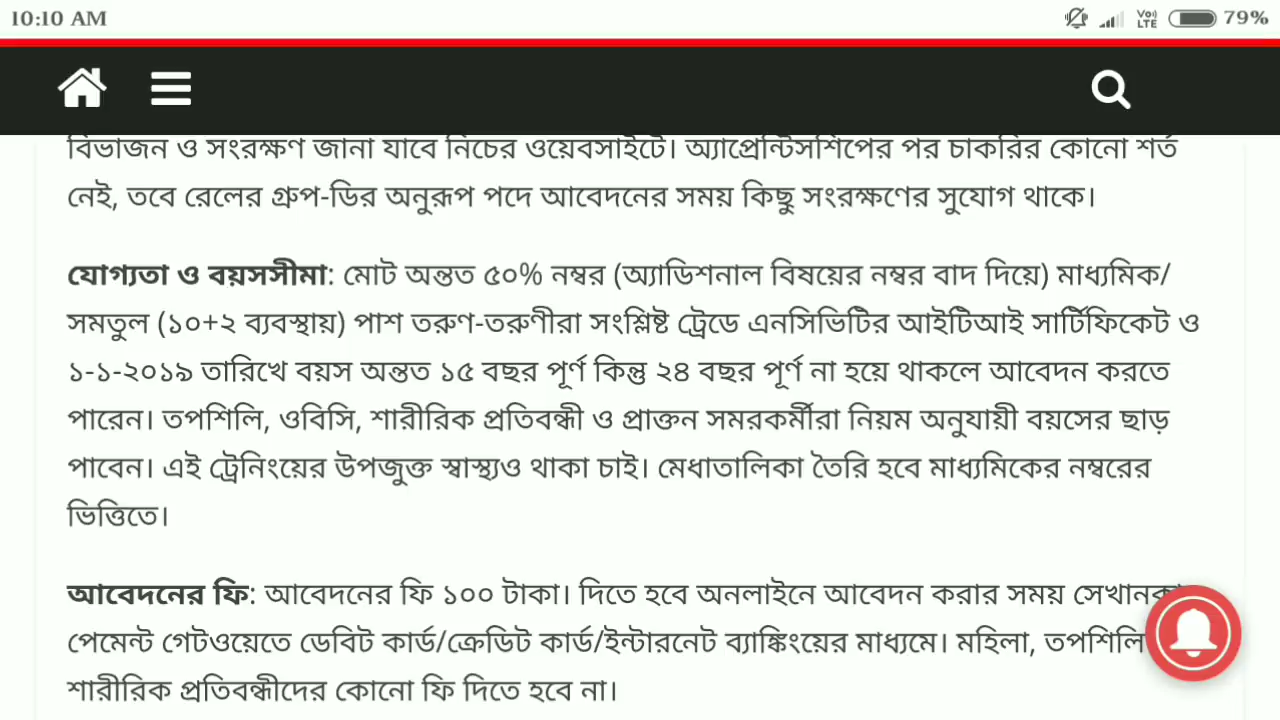 10:10 AM
Vo) LTE 79%
বিভাজন ও সংরক্ষণ জানা যাবে নিচের ওয়েবসাইটে। অ্যাপ্রেন্টিসশিপের পর চাকরির কোনো শর্ত
নেই, তবে রেলের গ্রুপ-ডির অনুরূপ পদে আবেদনের সময় কিছু সংরক্ষণের সুযোগ থাকে।
যোগ্যতা ও বয়সসীমা: মোট অন্তত ৫০% নম্বর (অ্যাডিশনাল বিষয়ের নম্বর বাদ দিয়ে) মাধ্যমিক/
সমতুল (১০+২ ব্যবস্থায়) পাশ তরুণ-তরুণীরা সংশ্লিষ্ট ট্রেডে এনসিভিটির আইটিআই সার্টিফিকেট ও
১-১-২০১৯ তারিখে বয়স অন্তত ১৫ বছর পূর্ণ কিন্তু ২৪ বছর পূর্ণ না হয়ে থাকলে আবেদন করতে
পারেন। তপশিলি, ওবিসি, শারীরিক প্রতিবন্ধী ও প্রাক্তন সমরকর্মীরা নিয়ম অনুযায়ী বয়সের ছাড়
পাবেন। এই ট্রেনিংয়ের উপজুক্ত স্বাস্থ্যও থাকা চাই। মেধাতালিকা তৈরি হবে মাধ্যমিকের নম্বরের
ভিত্তিতে।
আবেদনের ফি: আবেদনের ফি ১০০ টাকা। দিতে হবে অনলাইনে আবেদন করার সময়
পেমেন্ট গেটওয়েতে ডেবিট কার্ড/ক্রেডিট কার্ড/ইন্টারনেট ব্যাঙ্কিংয়ের মাধ্যমে। মহিলা, তপশিলি
শারীরিক প্রতিবন্ধীদের কোনো ফি দিতে হবে না।